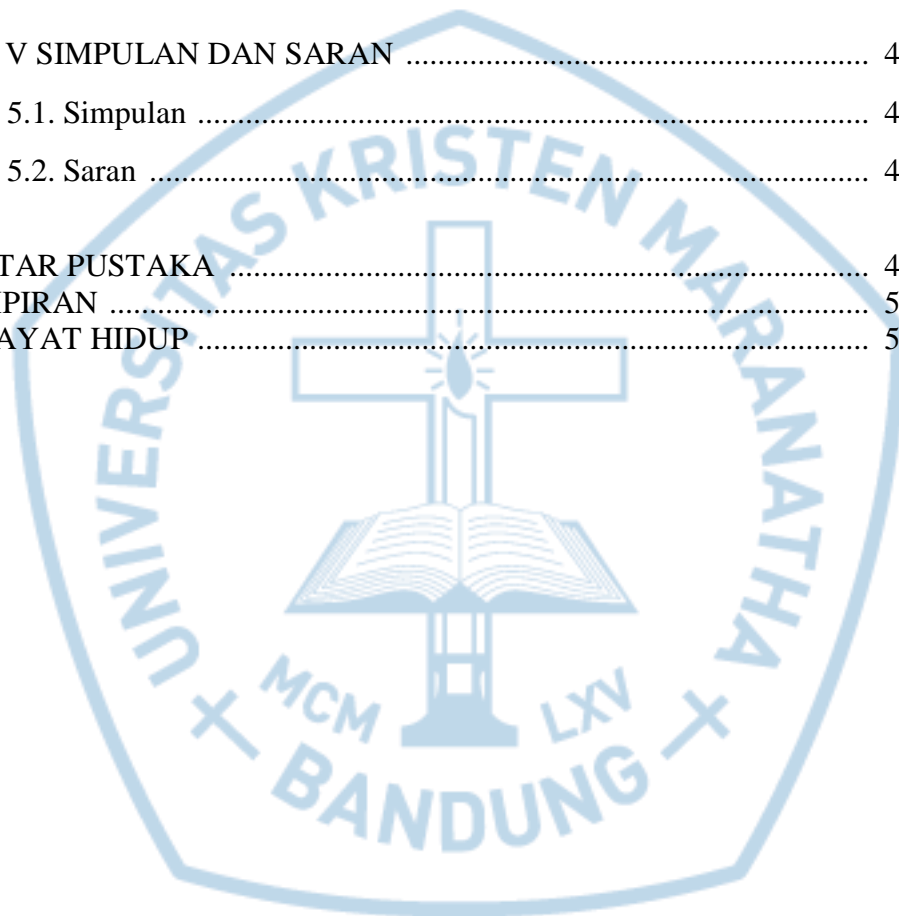 V SIMPULAN DAN SARAN ........................................................................ 4
5.1. Simpulan ........................................................................................................ 4
5.2. Saran ................................................................................................................ 4
TAR PUSTAKA .................................................................................................... 4
PIRAN ...................................................................................................................... 5
AYAT HIDUP ........................................................................................................ 5
UNIVERSITAS KRISTEN MARANATHA
MCM LXV
BANDUNG